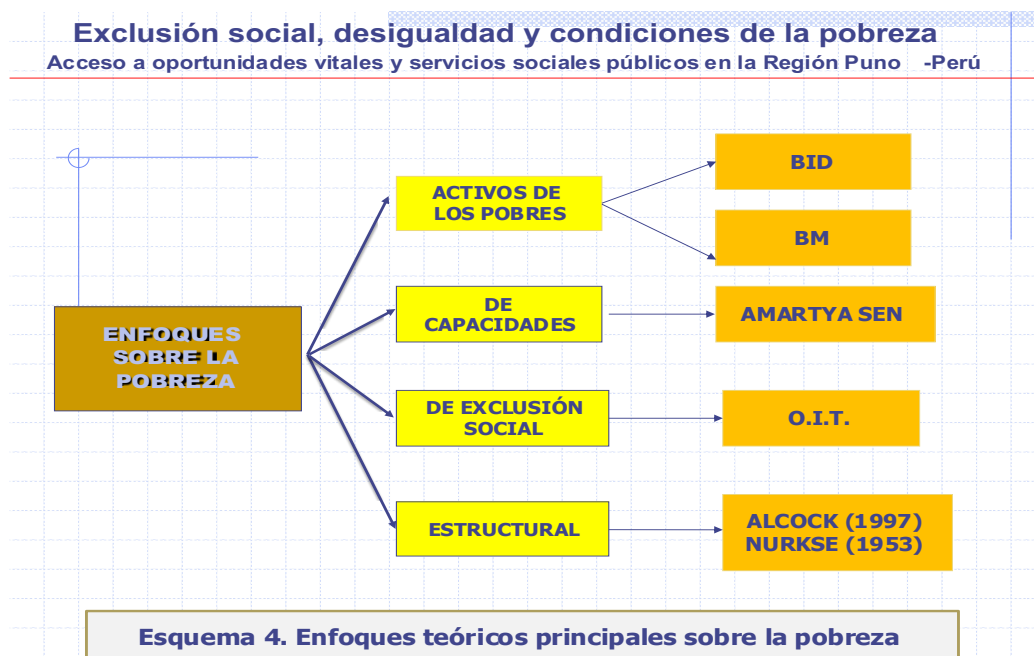 Exclusión social, desigualdad y condiciones de la pobreza
Acceso a oportunidades vitales y servicios sociales públicos en la Región Puno -Perú
ENFOQUES
SOBRE LA
POBREZA
ACTIVOS DE
LOS POBRES
BID
BM
DE
CAPACIDADES
AMARTYA SEN
DE EXCLUSIÓN
SOCIAL
O.I.T.
ESTRUCTURAL
ALCOCK (1997)
NURKSE (1953)
Esquema 4. Enfoques teóricos principales sobre la pobreza